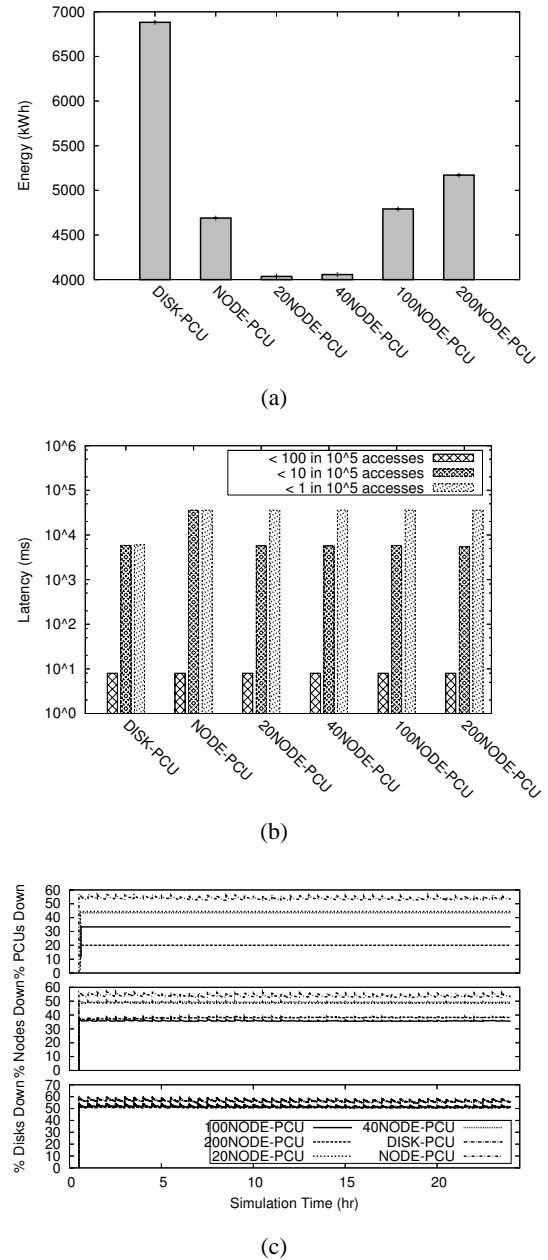 7000
6500
6000
5500
5000
4500
4000
Energy (kWh)
DISK-PCU
NODE-PCU
20NODE-PCU
40NODE-PCU
100NODE-PCU
200NODE-PCU
(a)
10^6
10^5
10^4
10^3
10^2
10^1
10^0
Latency (ms)
< 100 in 10^5 accesses
< 10 in 10^5 accesses
< 1 in 10^5 accesses
DISK-PCU
NODE-PCU
20NODE-PCU
40NODE-PCU
100NODE-PCU
200NODE-PCU
(b)
60
50
40
30
20
10
0
% PCUs Down
60
50
40
30
20
10
0
% Nodes Down
70
60
50
40
30
20
10
0
% Disks Down
100NODE-PCU
200NODE-PCU
20NODE-PCU
40NODE-PCU
DISK-PCU
NODE-PCU
0 5 10 15 20
Simulation Time (hr)
(c)